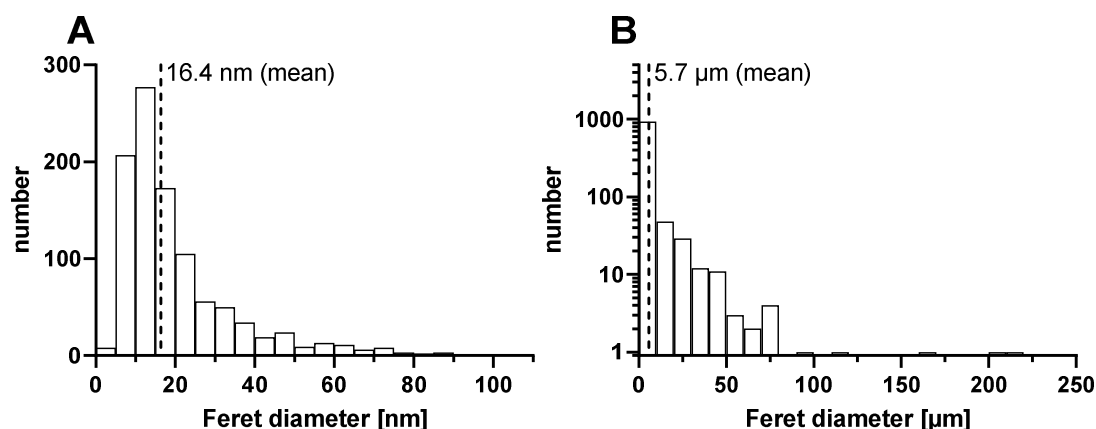 A
300
200
100
0
number
16.4 nm (mean)
0 20 40 60 80 100
Feret diameter [nm]
B
1000
100
10
1
number
5.7 µm (mean)
0 50 100 150 200 250
Feret diameter [µm]